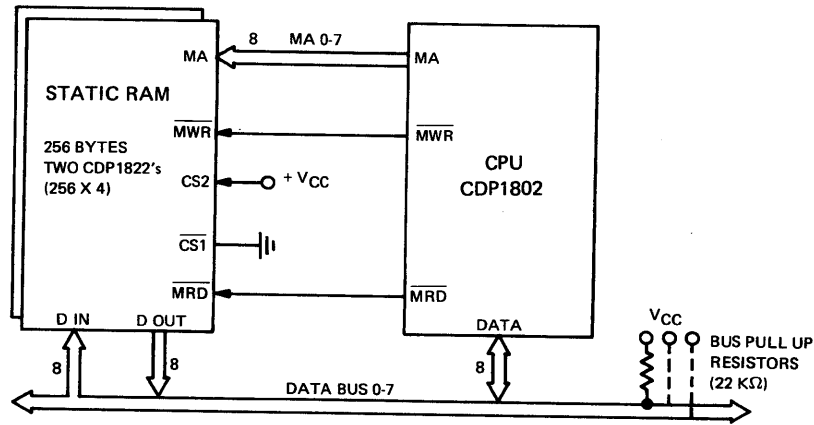 8 MA 0-7
MA
MA
STATIC RAM
MWR
MWR
256 BYTES
TWO CDP1822's
(256 X 4)
CPU
CDP1802
CS2
+ VCC
CS1
MRD
MRD
D IN
D OUT
DATA
VCC
8
8
8
BUS PULL UP
RESISTORS
(22 KΩ)
DATA BUS 0-7